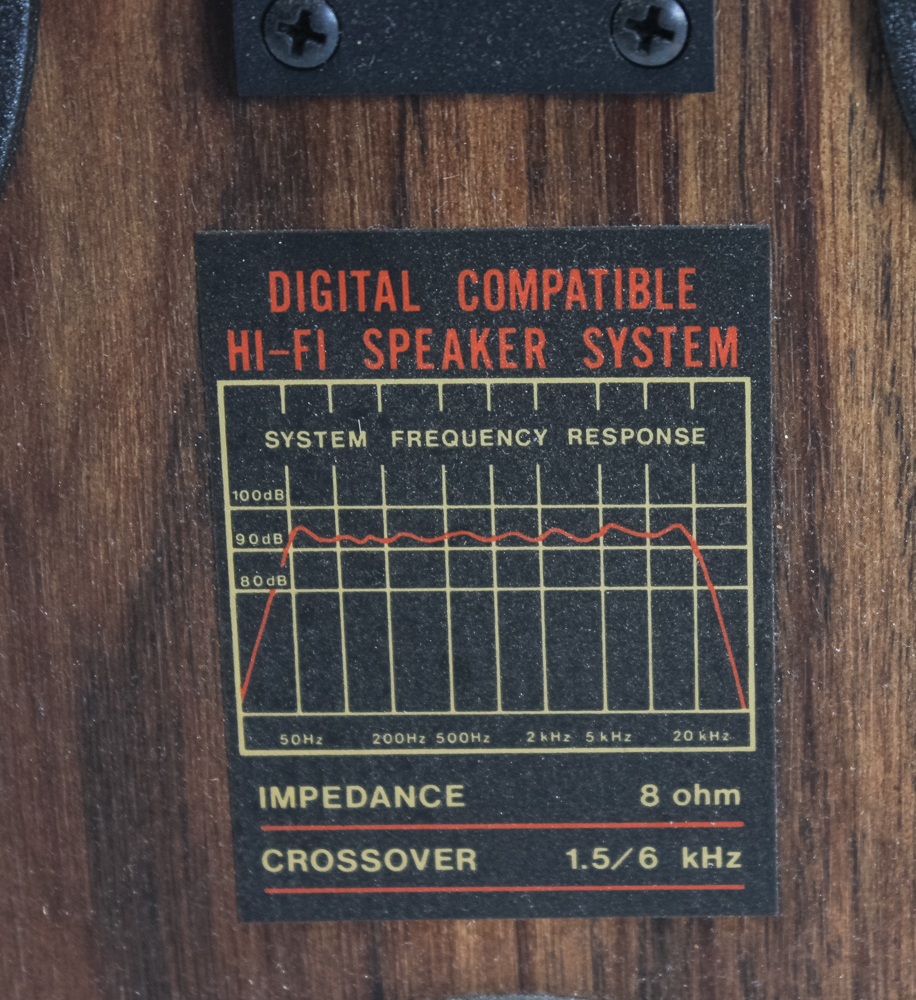 DIGITAL COMPATIBLE
HI-FI SPEAKER SYSTEM
SYSTEM FREQUENCY RESPONSE
100dB
90dB
80dB
50Hz 200Hz 500Hz 2kHz 5kHz 20kHz
IMPEDANCE 8 ohm
CROSSOVER 1.5/6 kHz